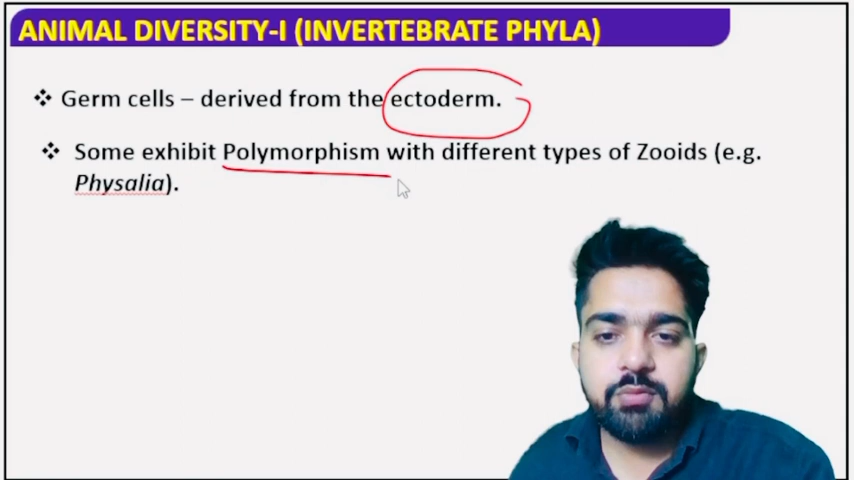 ANIMAL DIVERSITY-I (INVERTEBRATE PHYLA)
❖ Germ cells – derived from the ectoderm.
❖ Some exhibit Polymorphism with different types of Zooids (e.g.
Physalia).